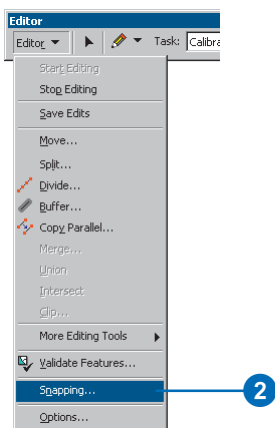 Editor
Editor Task: Calibra
Start Editing
Stop Editing
Save Edits
Move...
Split...
Divide...
Buffer...
Copy Parallel...
Merge...
Union
Intersect
Clip...
More Editing Tools
Validate Features...
Snapping...
2
Options...